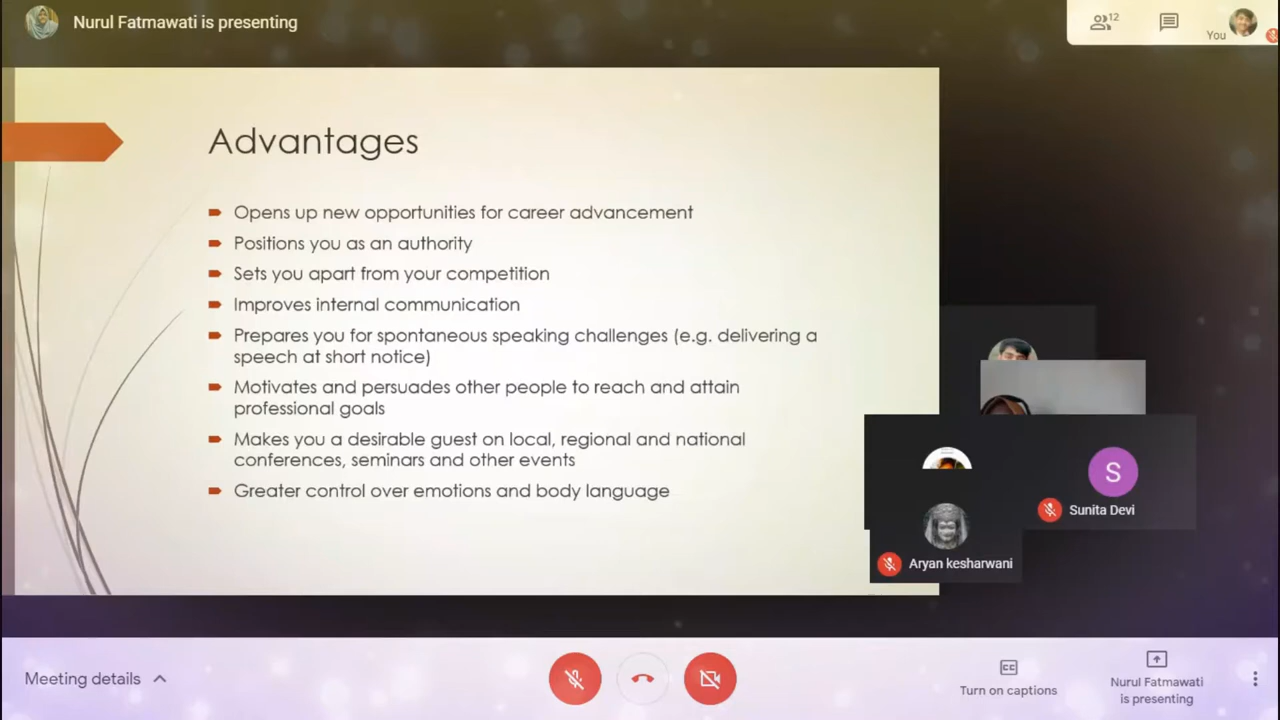 Nurul Fatmawati is presenting
12
You
Advantages
Opens up new opportunities for career advancement
Positions you as an authority
Sets you apart from your competition
Improves internal communication
Prepares you for spontaneous speaking challenges (e.g. delivering a
speech at short notice)
Motivates and persuades other people to reach and attain
professional goals
Makes you a desirable guest on local, regional and national
conferences, seminars and other events
Greater control over emotions and body language
S
Sunita Devi
Aryan kesharwani
Meeting details
CC
Turn on captions
Nurul Fatmawati
is presenting